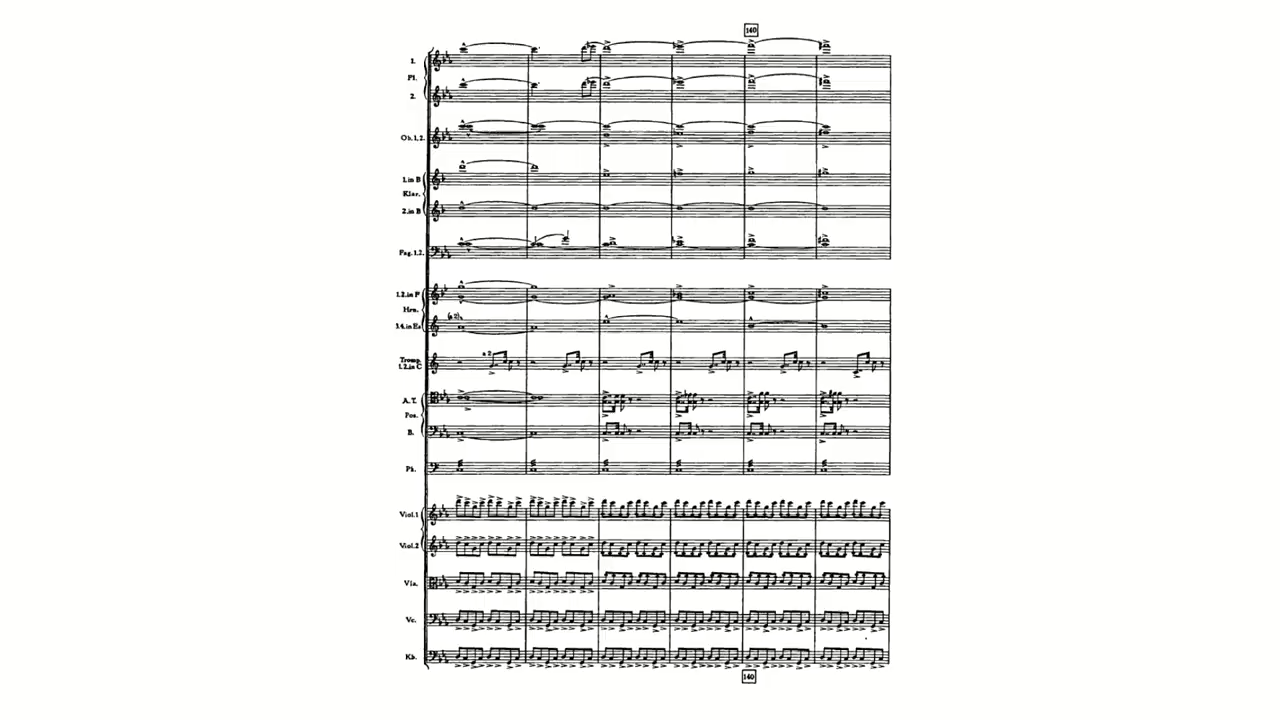 140
1.
Fl.
2.
Ob.1.2.
1.in B
Klar.
2.in B
Fag.1.2.
1.2.in F
Hrn.
(a 2)
3.4.in Es
a 2
Tromp.
1.2.in C
A.T.
Pos.
B.
Pk.
Viol.1
Viol.2
Vla.
Vc.
Kb.
140